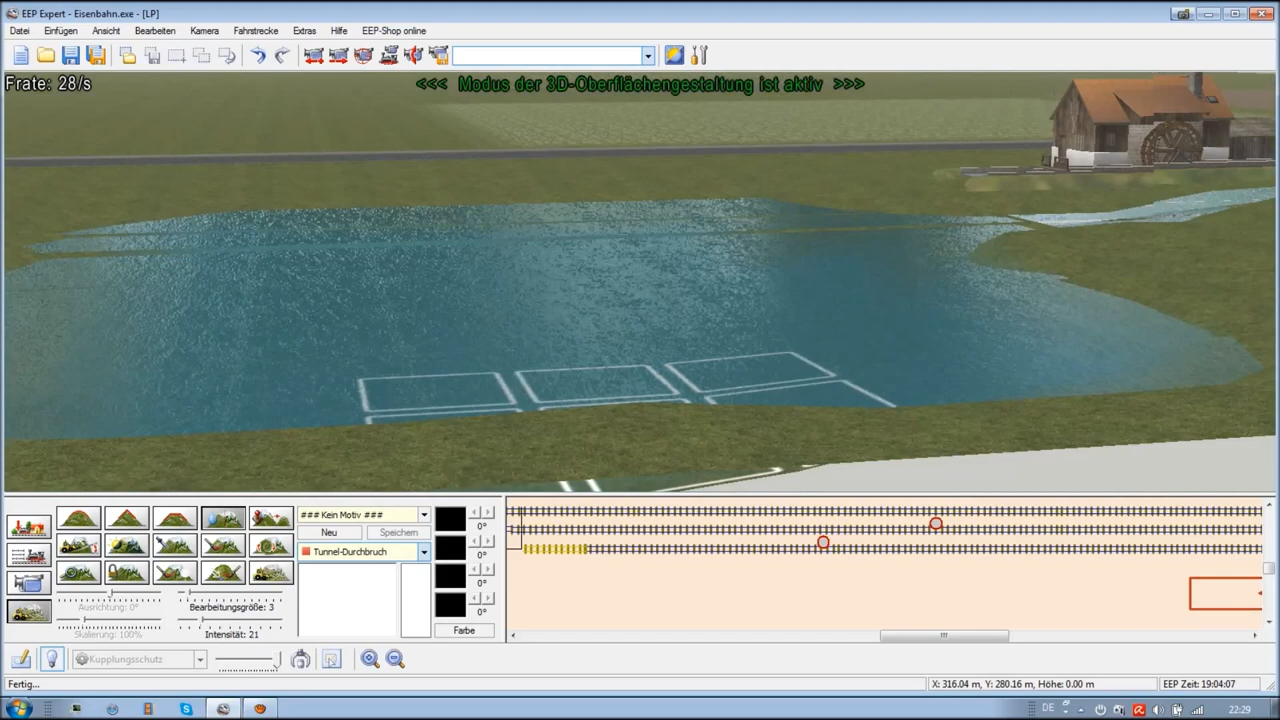 EEP Expert - Eisenbahn.exe - [LP]
Datei Einfügen Ansicht Bearbeiten Kamera Fahrstrecke Extras Hilfe EEP-Shop online
Frate: 28/s
<<< Modus der 3D-Oberflächengestaltung ist aktiv >>>
### Kein Motiv ###
0°
Neu Speichern
Tunnel-Durchbruch
0°
0°
Ausrichtung: 0° Bearbeitungsgröße: 3
0°
Skalierung: 100% Intensität: 21
Farbe
Kupplungsschutz
Fertig... X: 316.04 m, Y: 280.16 m, Höhe: 0.00 m EEP Zeit: 19:04:07
DE 22:29